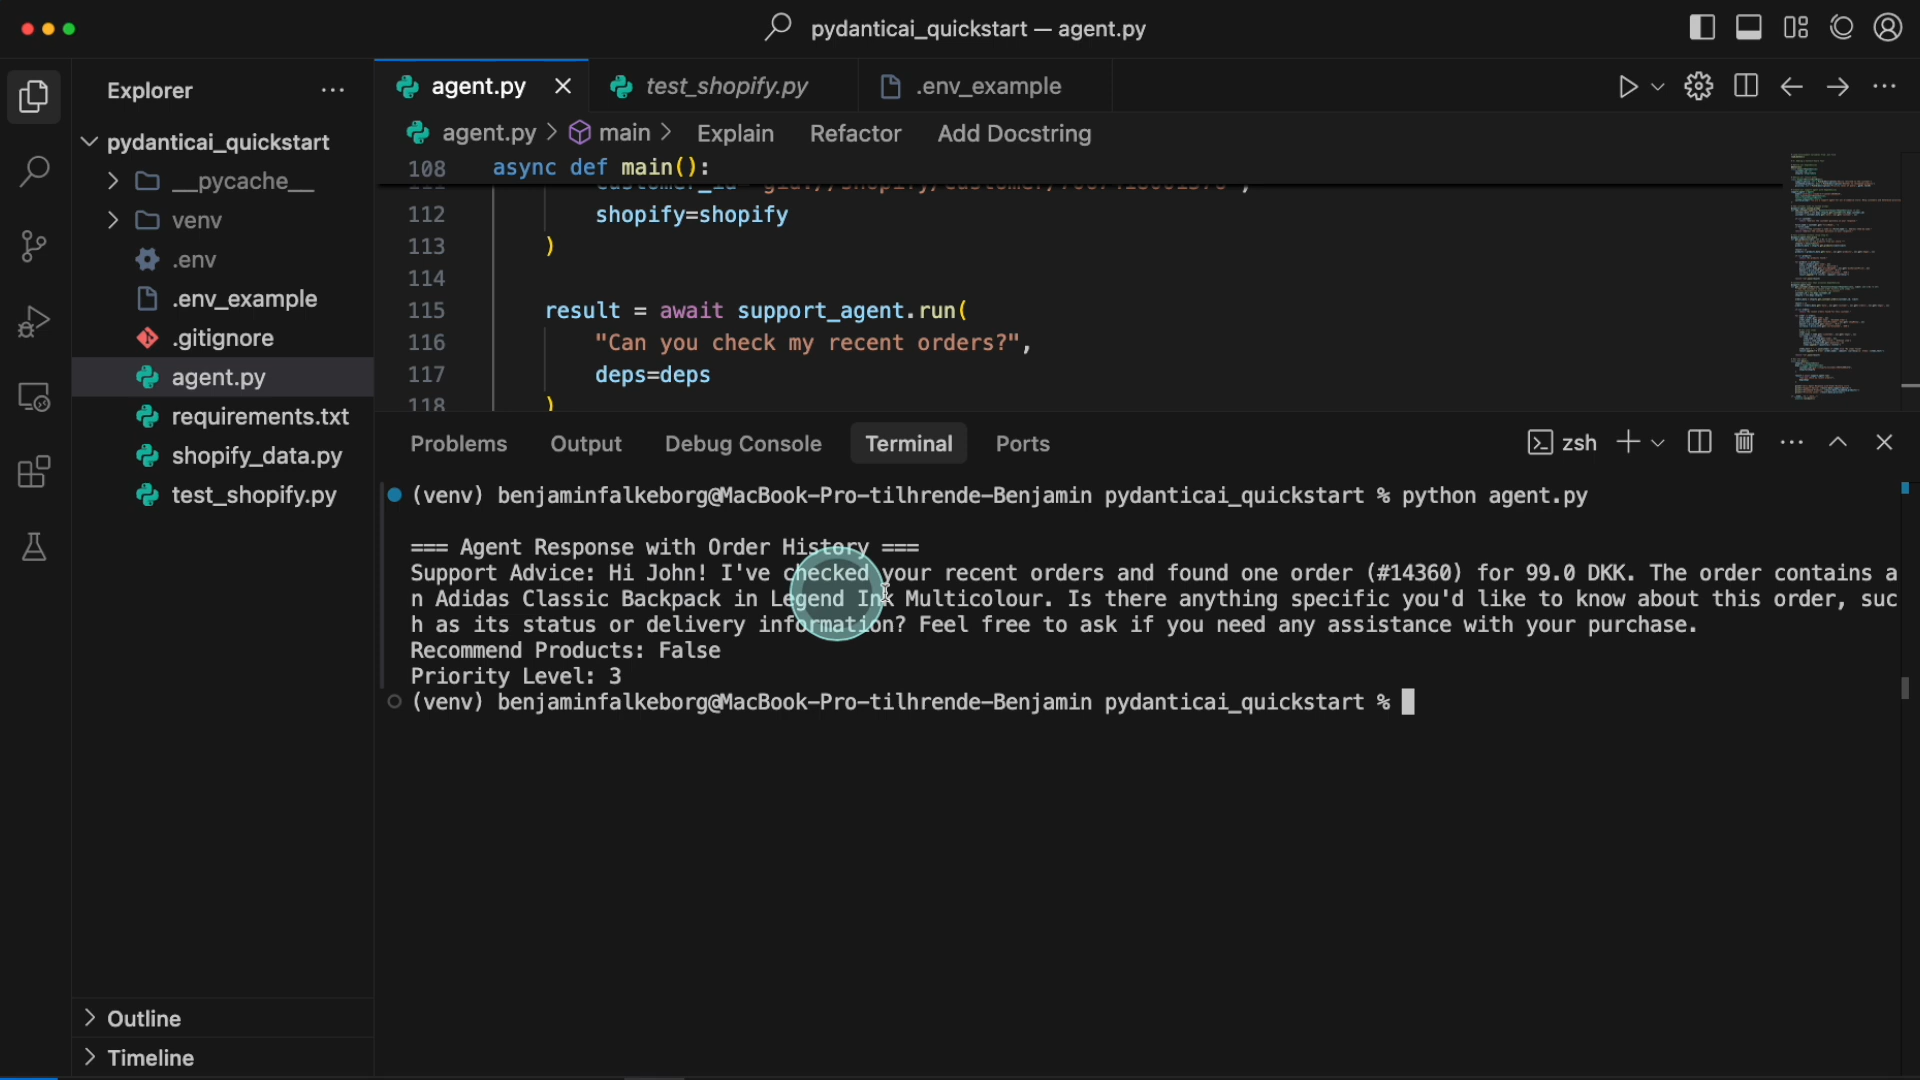 pydanticai_quickstart — agent.py
Explorer
pydanticai_quickstart
__pycache__
venv
.env
.env_example
.gitignore
agent.py
requirements.txt
shopify_data.py
test_shopify.py
Outline
Timeline
agent.py
test_shopify.py
.env_example
agent.py > main > Explain Refactor Add Docstring
108 async def main():
112 shopify=shopify
113 )
114
115 result = await support_agent.run(
116 "Can you check my recent orders?",
117 deps=deps
118 )
Problems Output Debug Console Terminal Ports
zsh
(venv) benjaminfalkeborg@MacBook-Pro-tilhrende-Benjamin pydanticai_quickstart % python agent.py
=== Agent Response with Order History ===
Support Advice: Hi John! I've checked your recent orders and found one order (#14360) for 99.0 DKK. The order contains a
n Adidas Classic Backpack in Legend Ink Multicolour. Is there anything specific you'd like to know about this order, suc
h as its status or delivery information? Feel free to ask if you need any assistance with your purchase.
Recommend Products: False
Priority Level: 3
(venv) benjaminfalkeborg@MacBook-Pro-tilhrende-Benjamin pydanticai_quickstart %